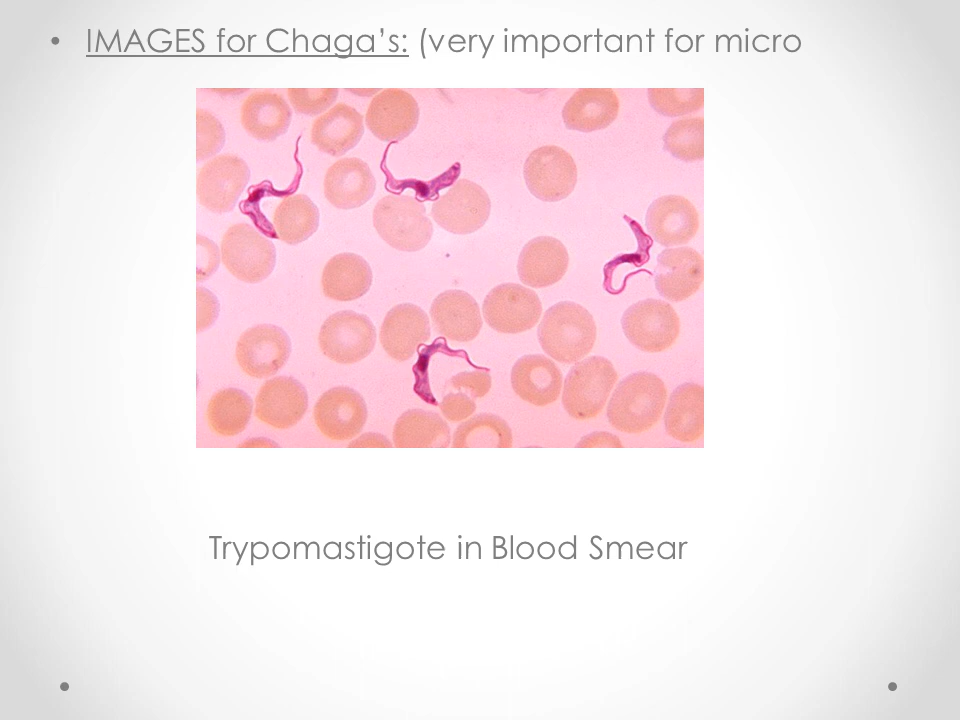 • IMAGES for Chaga’s: (very important for micro
Trypomastigote in Blood Smear